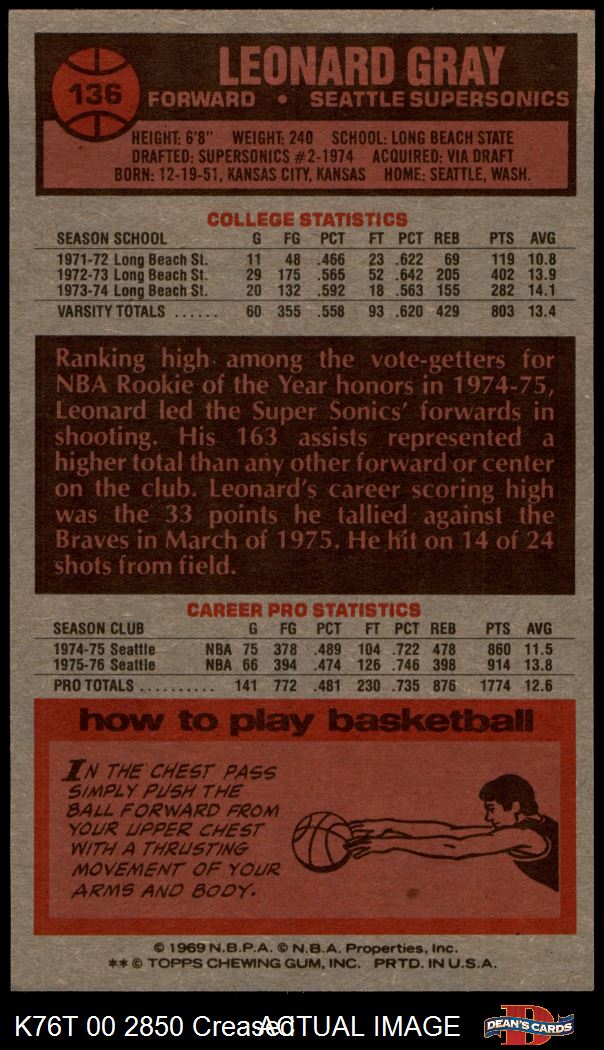 136
LEONARD GRAY
FORWARD • SEATTLE SUPERSONICS
HEIGHT: 6'8" WEIGHT: 240 SCHOOL: LONG BEACH STATE
DRAFTED: SUPERSONICS #2-1974 ACQUIRED: VIA DRAFT
BORN: 12-19-51, KANSAS CITY, KANSAS HOME: SEATTLE, WASH.
COLLEGE STATISTICS
SEASON SCHOOL G FG PCT FT PCT REB PTS AVG
1971-72 Long Beach St. 11 48 .466 23 .622 69 119 10.8
1972-73 Long Beach St. 29 175 .565 52 .642 205 402 13.9
1973-74 Long Beach St. 20 132 .592 18 .563 155 282 14.1
VARSITY TOTALS ...... 60 355 .558 93 .620 429 803 13.4
Ranking high among the vote-getters for
NBA Rookie of the Year honors in 1974-75,
Leonard led the Super Sonics' forwards in
shooting. His 163 assists represented a
higher total than any other forward or center
on the club. Leonard's career scoring high
was the 33 points he tallied against the
Braves in March of 1975. He hit on 14 of 24
shots from field.
CAREER PRO STATISTICS
SEASON CLUB G FG PCT FT PCT REB PTS AVG
1974-75 Seattle NBA 75 378 .489 104 .722 478 860 11.5
1975-76 Seattle NBA 66 394 .474 126 .746 398 914 13.8
PRO TOTALS .......... 141 772 .481 230 .735 876 1774 12.6
how to play basketball
IN THE CHEST PASS
SIMPLY PUSH THE
BALL FORWARD FROM
YOUR UPPER CHEST
WITH A THRUSTING
MOVEMENT OF YOUR
ARMS AND BODY.
© 1969 N.B.P.A. © N.B.A. Properties, Inc.
** © TOPPS CHEWING GUM, INC. PRTD. IN U.S.A.
K76T 00 2850 Creased ACTUAL IMAGE
D
DEAN'S CARDS